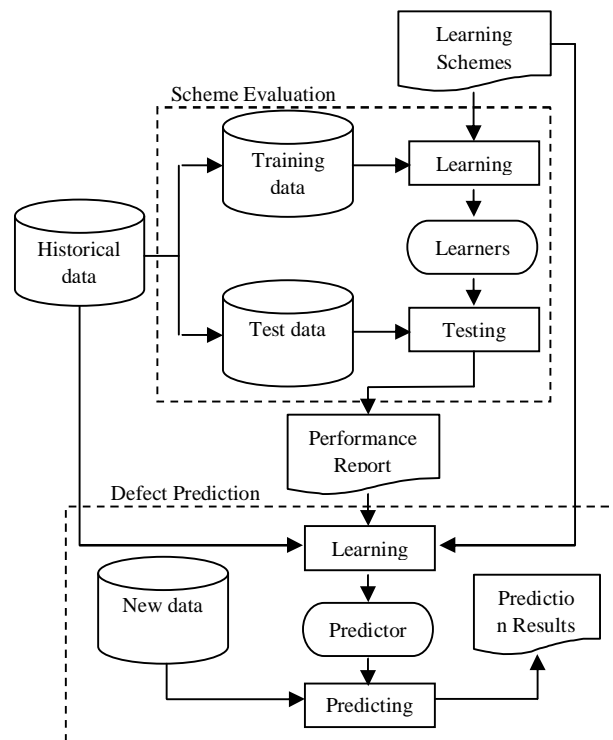 Learning
Schemes
Scheme Evaluation
Training
data
Learning
Historical
data
Learners
Test data
Testing
Performance
Report
Defect Prediction
Learning
New data
Predictio
n Results
Predictor
Predicting